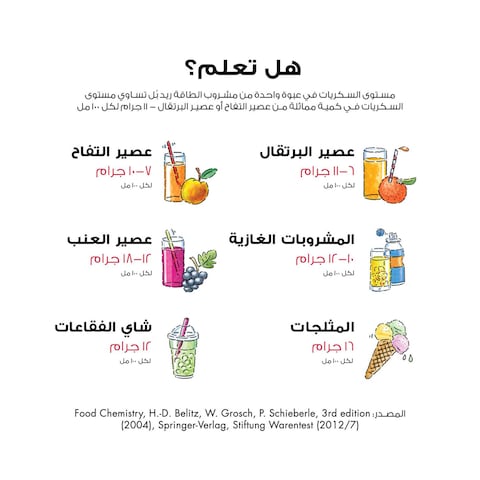 هل تعلم؟
مستوى السكريات في عبوة واحدة من مشروب الطاقة ريد بُل تساوي مستوى
السكريات في كمية مماثلة من عصير التفاح أو عصير البرتقال – ١١ جرام لكل ١٠٠ مل
عصير البرتقال
٦-١١ جرام
لكل ١٠٠ مل
عصير التفاح
٧-١٠ جرام
لكل ١٠٠ مل
المشروبات الغازية
١٠-١٢ جرام
لكل ١٠٠ مل
عصير العنب
١٢-١٨ جرام
لكل ١٠٠ مل
المثلجات
١٦ جرام
لكل ١٠٠ مل
شاي الفقاعات
١٢ جرام
لكل ١٠٠ مل
المصدر: Food Chemistry, H.-D. Belitz, W. Grosch, P. Schieberle, 3rd edition
(2004), Springer-Verlag, Stiftung Warentest (2012/7)